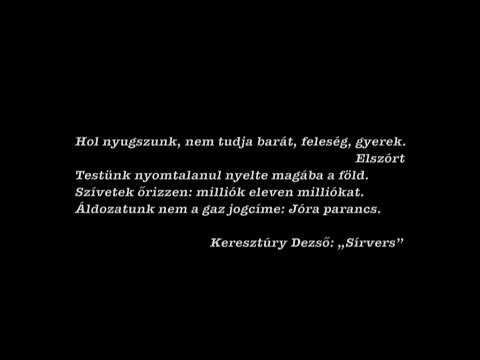 Hol nyugszunk, nem tudja barát, feleség, gyerek.
Elszórt
Testünk nyomtalanul nyelte magába a föld.
Szívetek őrizzen: milliók eleven milliókat.
Áldozatunk nem a gaz jogcíme: Jóra parancs.
Keresztúry Dezső: „Sírvers”